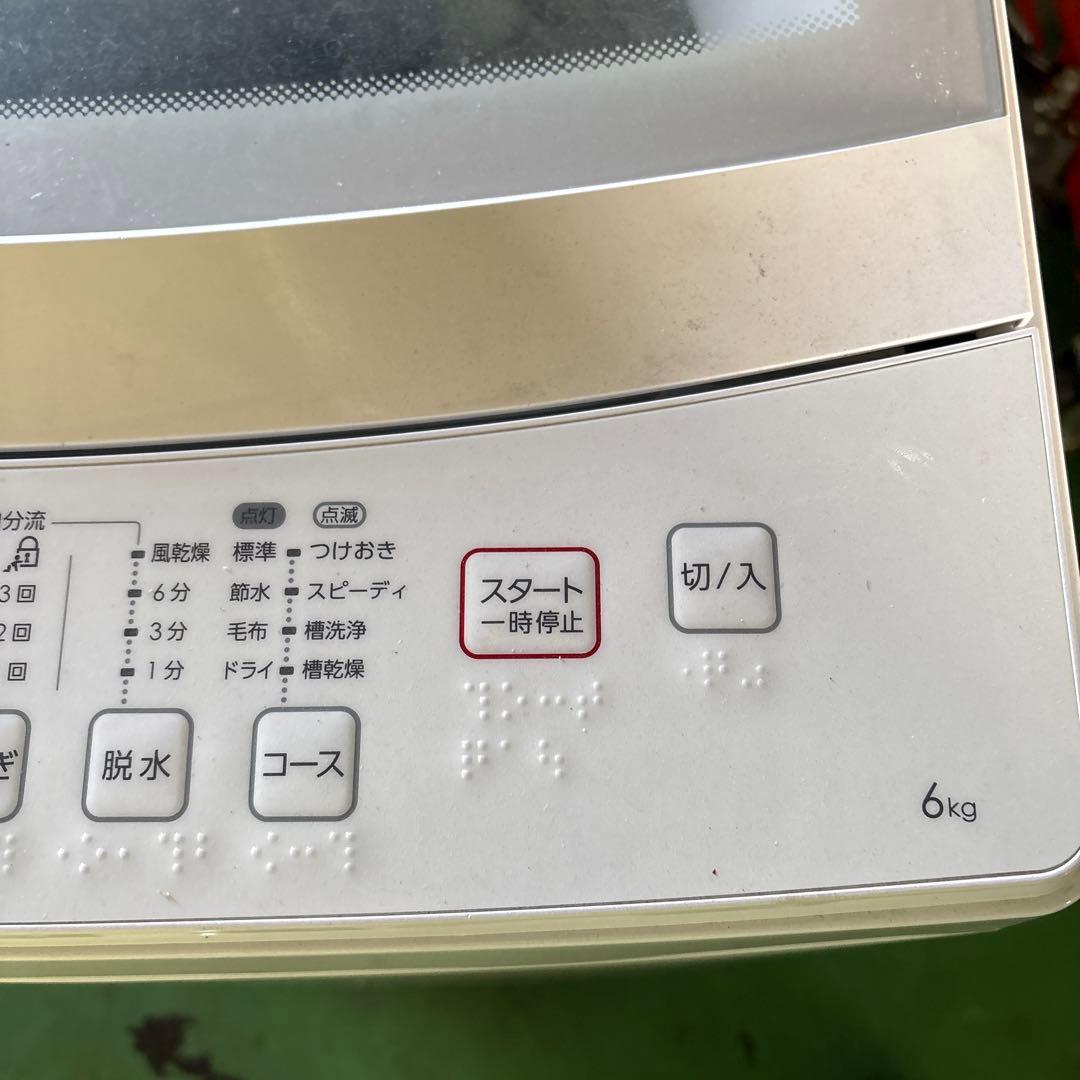 分流
3回
2回
回
風乾燥
6分
3分
1分
点灯 点滅
標準 つけおき
節水 スピーディ
毛布 槽洗浄
ドライ 槽乾燥
スタート
一時停止
切/入
ぎ
脱水
コース
6kg